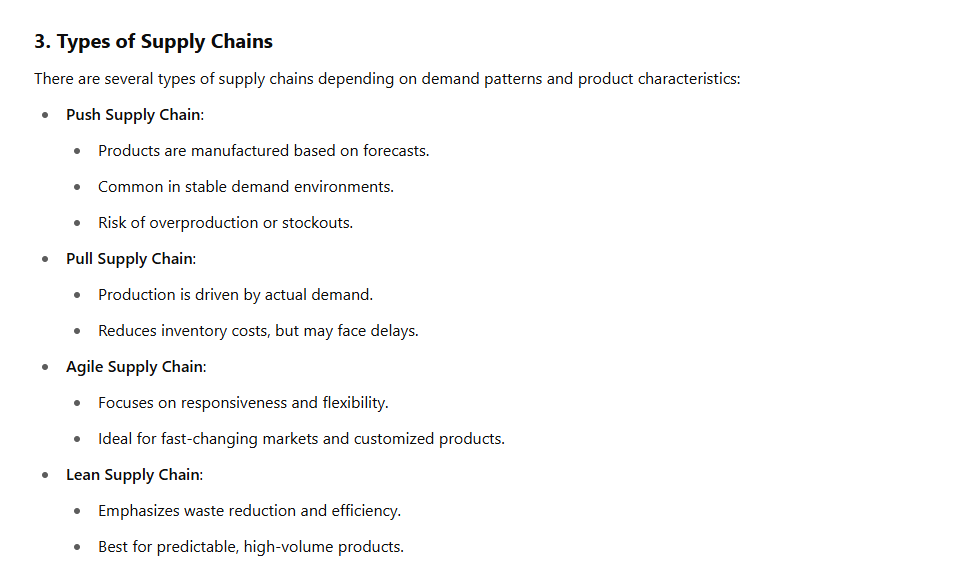 3. Types of Supply Chains
There are several types of supply chains depending on demand patterns and product characteristics:
• Push Supply Chain:
• Products are manufactured based on forecasts.
• Common in stable demand environments.
• Risk of overproduction or stockouts.
• Pull Supply Chain:
• Production is driven by actual demand.
• Reduces inventory costs, but may face delays.
• Agile Supply Chain:
• Focuses on responsiveness and flexibility.
• Ideal for fast-changing markets and customized products.
• Lean Supply Chain:
• Emphasizes waste reduction and efficiency.
• Best for predictable, high-volume products.